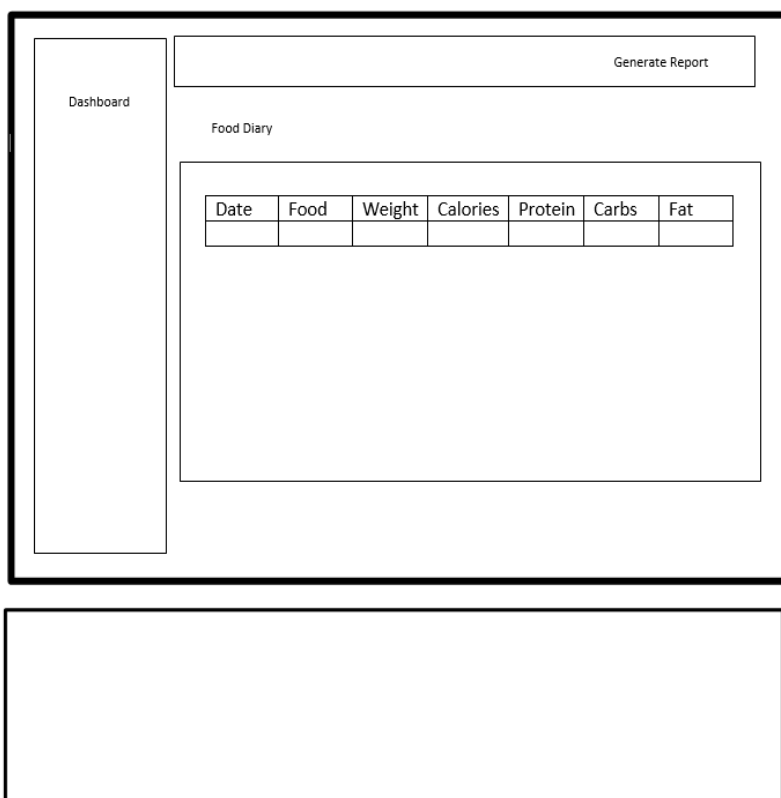 Generate Report
Dashboard
Food Diary
Date Food Weight Calories Protein Carbs Fat